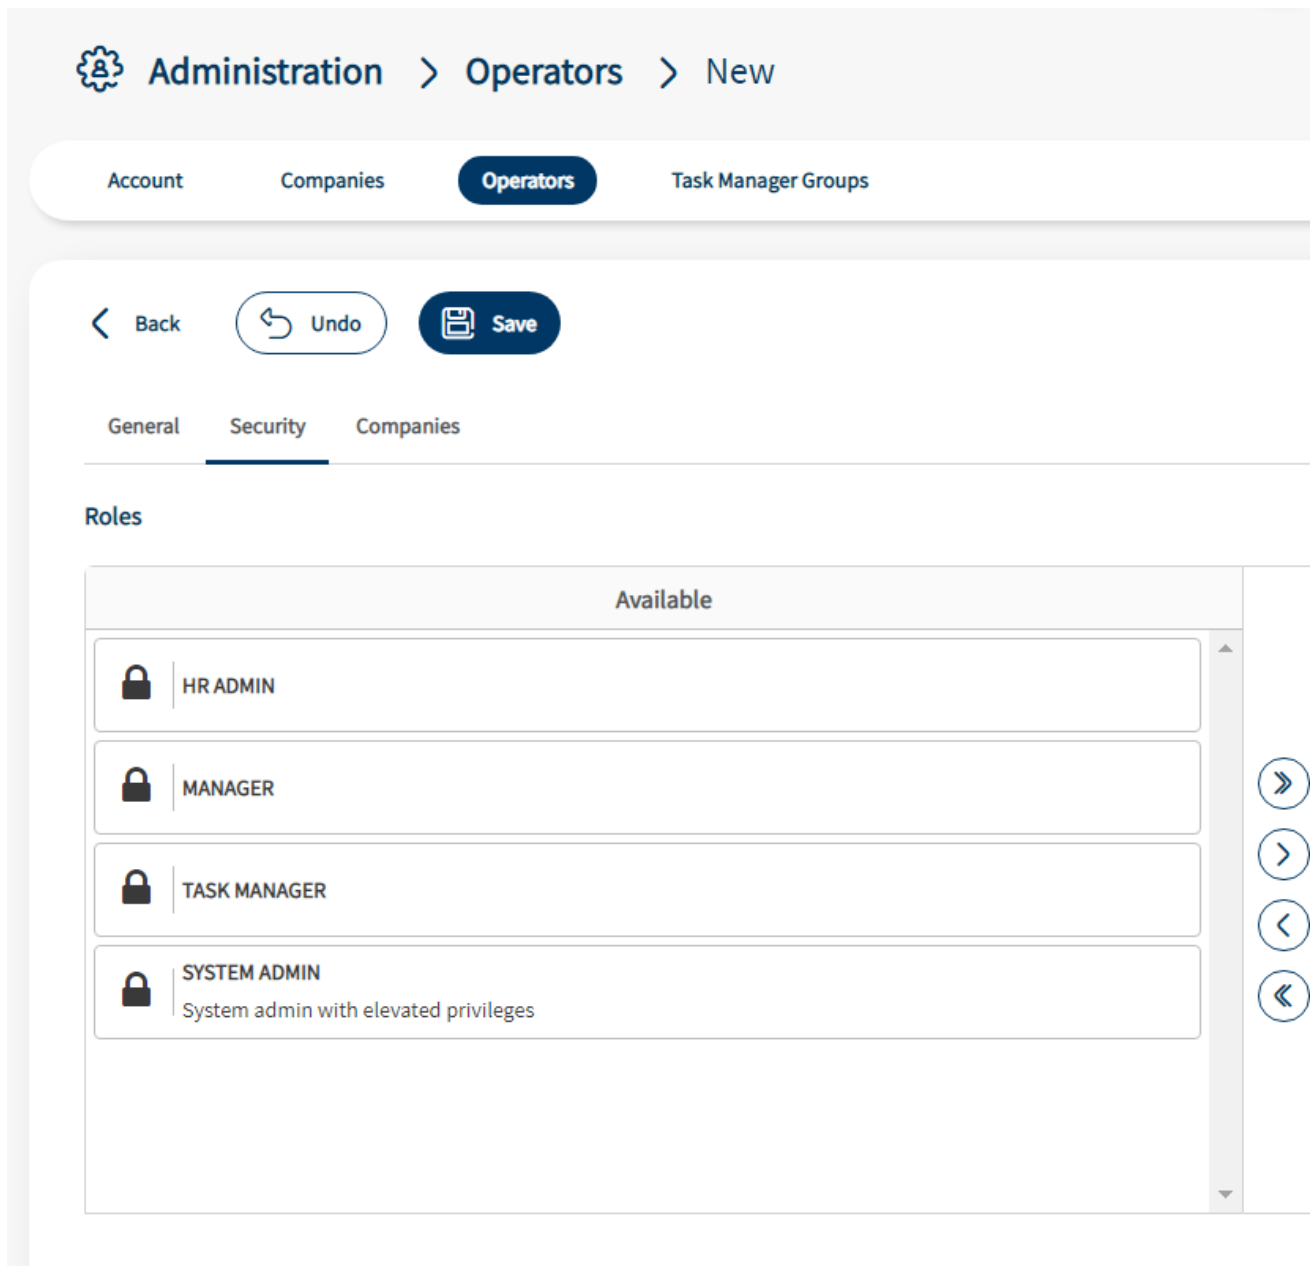 Administration > Operators > New
Account Companies Operators Task Manager Groups
Back Undo Save
General Security Companies
Roles
Available
HR ADMIN
MANAGER
TASK MANAGER
SYSTEM ADMIN
System admin with elevated privileges